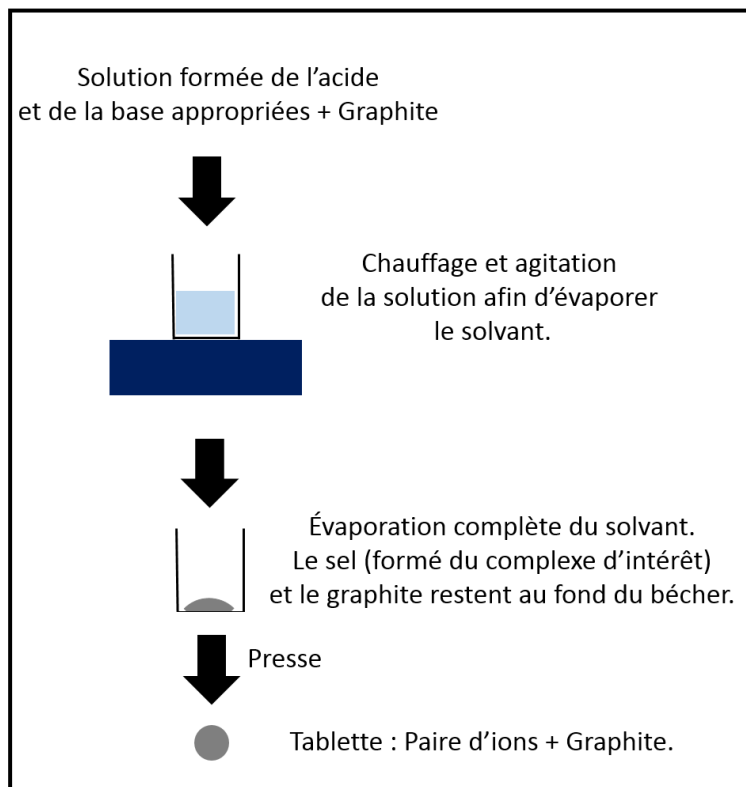 Solution formée de l'acide
et de la base appropriées + Graphite
Chauffage et agitation
de la solution afin d'évaporer
le solvant.
Évaporation complète du solvant.
Le sel (formé du complexe d'intérêt)
et le graphite restent au fond du bécher.
Presse
Tablette : Paire d'ions + Graphite.